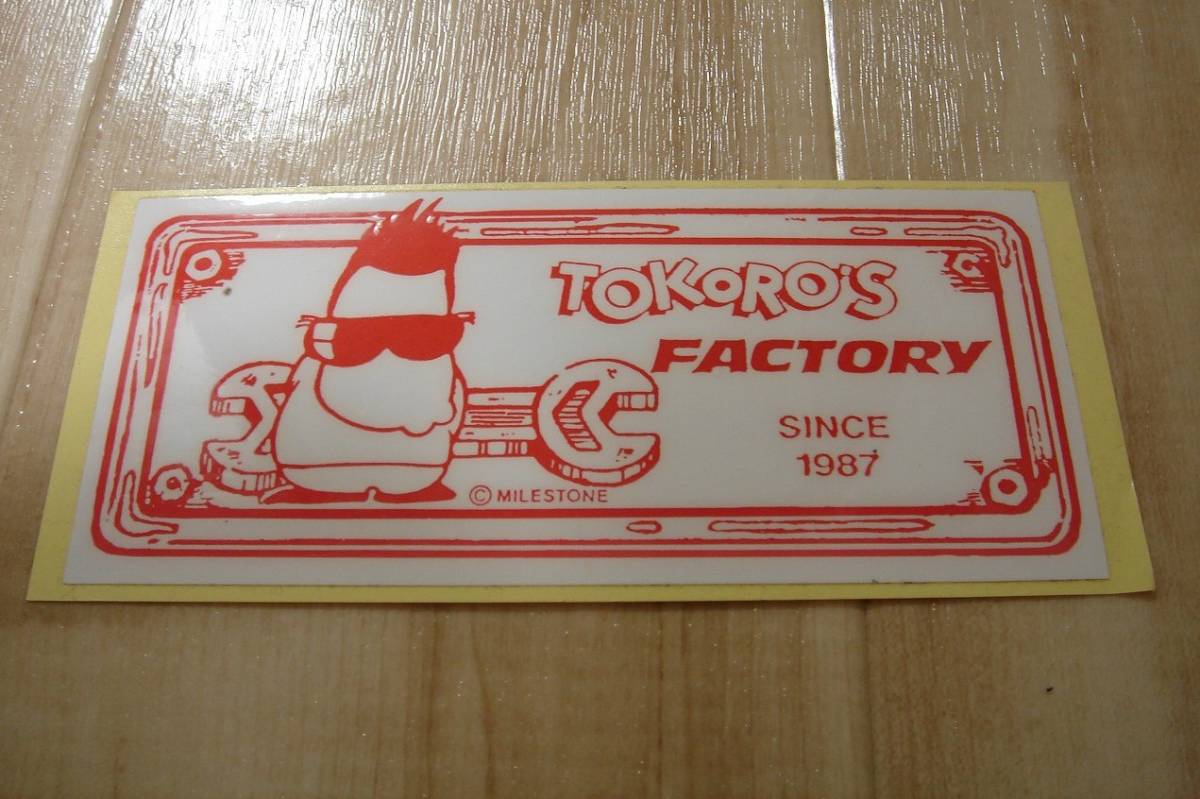 TOKORO'S
FACTORY
SINCE
1987
© MILESTONE